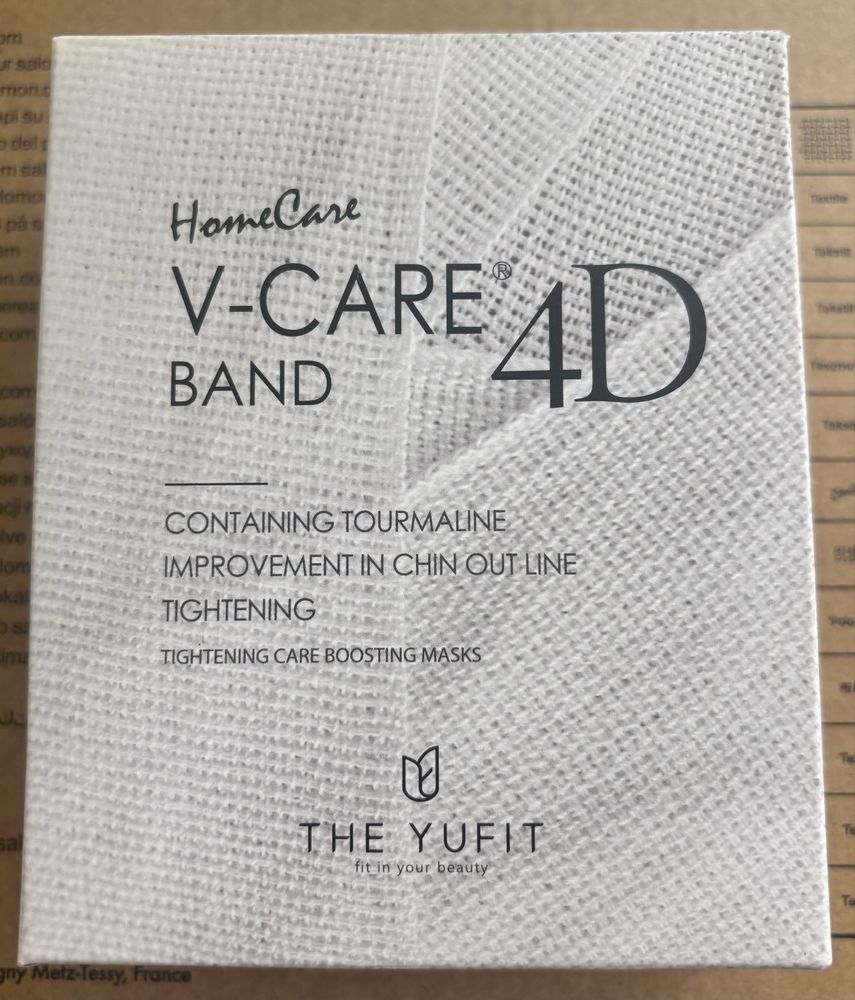 HomeCare
V-CARE® 4D
BAND
CONTAINING TOURMALINE
IMPROVEMENT IN CHIN OUT LINE
TIGHTENING
TIGHTENING CARE BOOSTING MASKS
THE YUFIT
fit in your beauty
Metz-Tessy, France